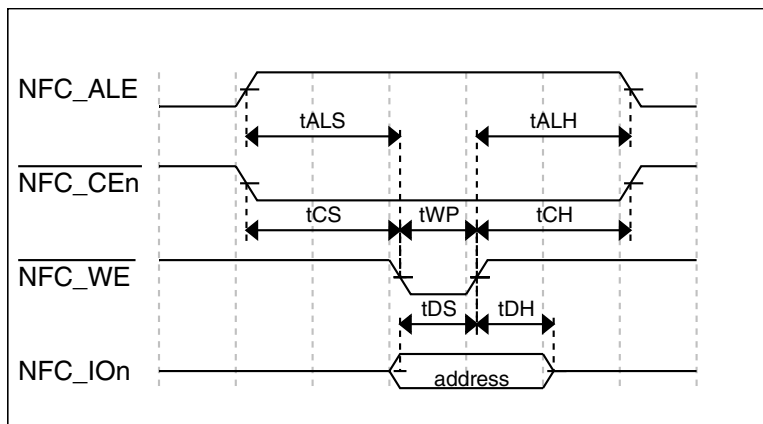 NFC_ALE
tALS tALH
NFC_CEn
tCS tWP tCH
NFC_WE
tDS tDH
NFC_IOn address